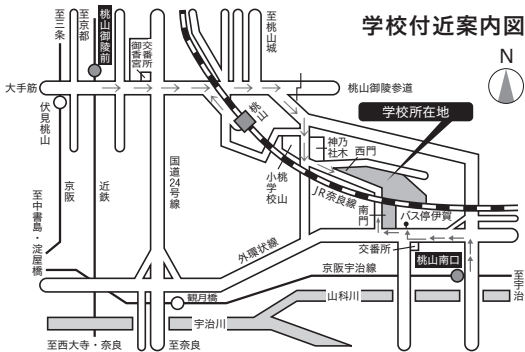 学校付近案内図
N
至三条
至京都
桃山御陵前
交番所
御香宮
至桃山城
大手筋
桃山御陵参道
伏見桃山
桃山
学校所在地
乃木神社
西門
桃山小学校
JR奈良線
国道24号線
京阪
近鉄
至中書島・淀屋橋
南門
バス停伊賀
外環状線
交番所
桃山南口
京阪宇治線
至宇治
観月橋
山科川
宇治川
至西大寺・奈良
至奈良